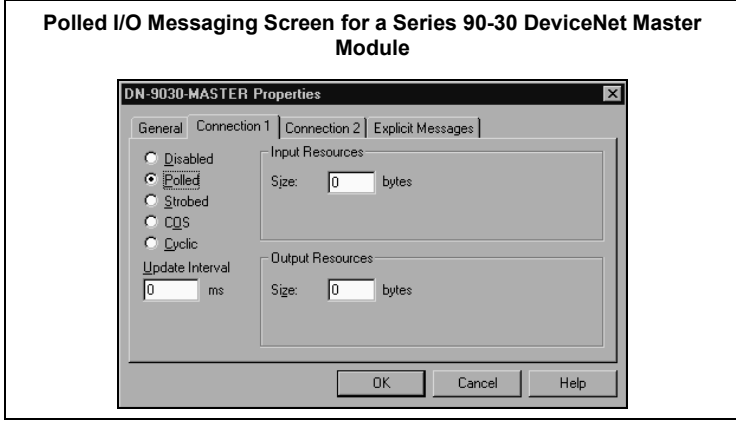 Polled I/O Messaging Screen for a Series 90-30 DeviceNet Master
Module
DN-9030-MASTER Properties
General Connection 1 Connection 2 Explicit Messages
Disabled
Polled
Strobed
COS
Cyclic
Update Interval
0 ms
Input Resources
Size: 0 bytes
Output Resources
Size: 0 bytes
OK Cancel Help